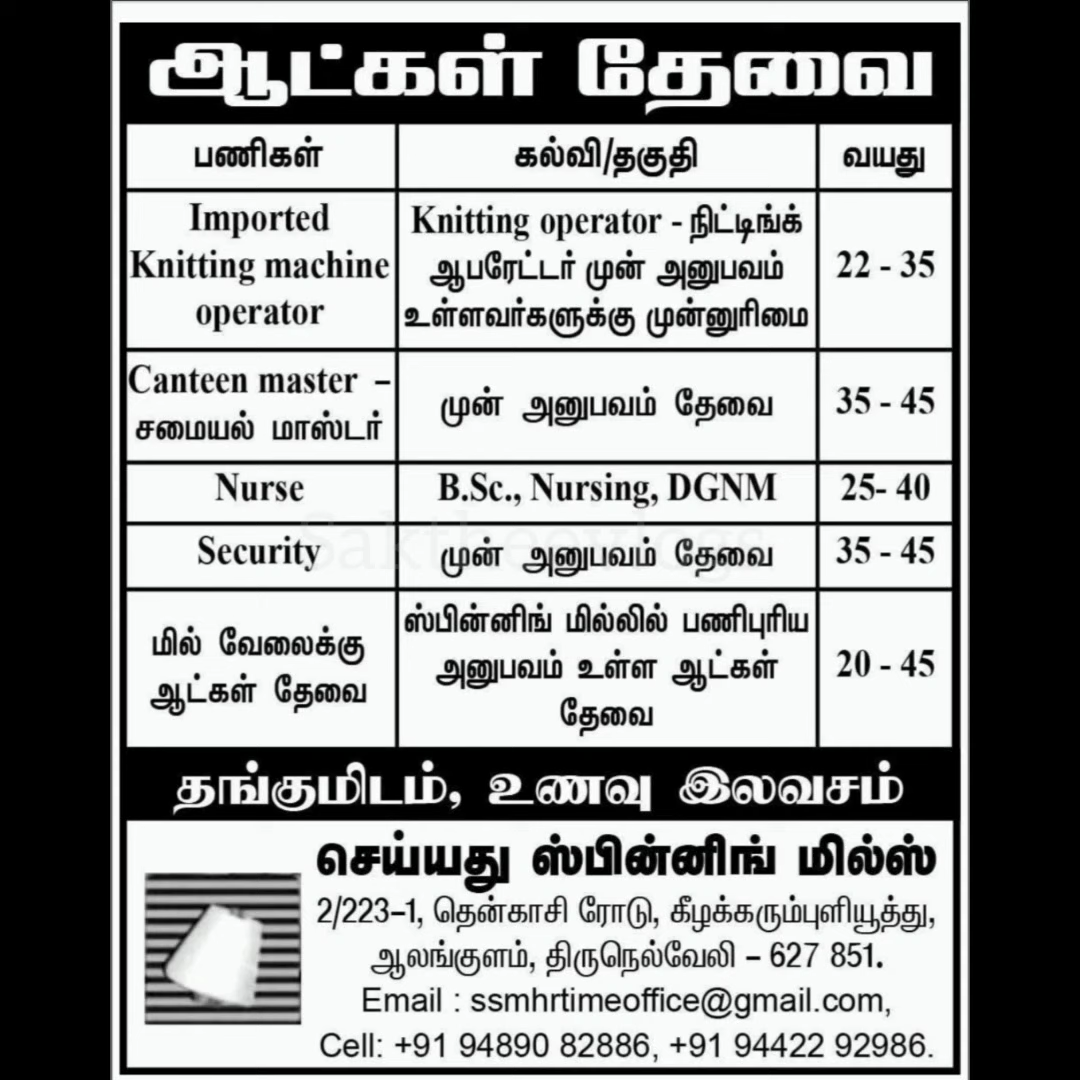 ஆட்கள் தேவை
பணிகள்
கல்வி/தகுதி
வயது
Imported
Knitting machine
operator
Knitting operator - நிட்டிங்க்
ஆபரேட்டர் முன் அனுபவம்
உள்ளவர்களுக்கு முன்னுரிமை
22 - 35
Canteen master –
சமையல் மாஸ்டர்
முன் அனுபவம் தேவை
35 - 45
Nurse
B.Sc., Nursing, DGNM
25- 40
Security
முன் அனுபவம் தேவை
35 - 45
Saktheevlogs
மில் வேலைக்கு
ஆட்கள் தேவை
ஸ்பின்னிங் மில்லில் பணிபுரிய
அனுபவம் உள்ள ஆட்கள்
தேவை
20 - 45
தங்குமிடம், உணவு இலவசம்
செய்யது ஸ்பின்னிங் மில்ஸ்
2/223–1, தென்காசி ரோடு, கீழக்கரும்புளியூத்து,
ஆலங்குளம், திருநெல்வேலி – 627 851.
Email : ssmhrtimeoffice@gmail.com,
Cell: +91 94890 82886, +91 94422 92986.